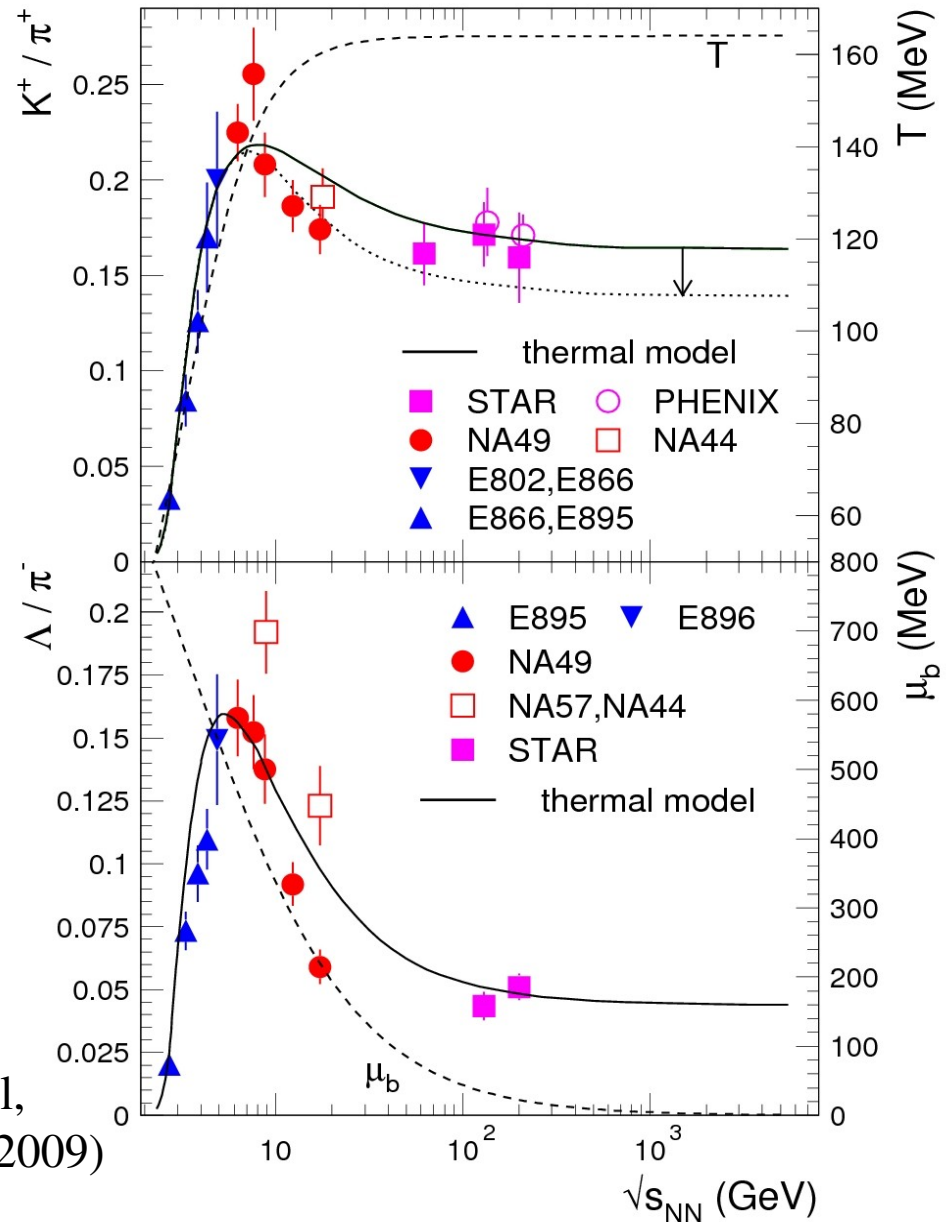 K+ / π+
T (MeV)
T
0.25
0.2
0.15
0.1
0.05
0
160
140
120
100
80
60
thermal model
STAR PHENIX
NA49 NA44
E802,E866
E866,E895
Λ / π-
μb (MeV)
0.2
0.175
0.15
0.125
0.1
0.075
0.05
0.025
0
800
700
600
500
400
300
200
100
0
E895 E896
NA49
NA57,NA44
STAR
thermal model
μb
l,
2009)
10 10² 10³
√sNN (GeV)